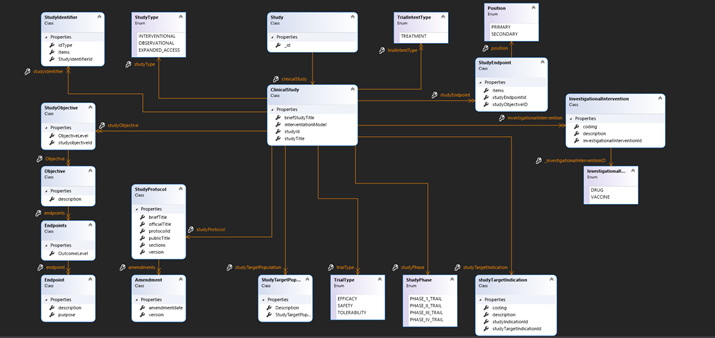 StudyIdentifier
Class
Properties
idType
items
StudyIdentifierId
StudyType
Enum
INTERVENTIONAL
OBSERVATIONAL
EXPANDED_ACCESS
Study
Class
Properties
_id
TrialIntentType
Enum
TREATMENT
Position
Enum
PRIMARY
SECONDARY
studyIdentifier
studyType
clinicalStudy
trialIntentType
position
StudyEndpoint
Class
Properties
items
studyEndpointId
studyObjectiveID
studyEndpoint
ClinicalStudy
Class
Properties
briefStudyTitle
interventionModel
studyId
studyTitle
InvestigationalIntervention
Class
Properties
coding
description
investigationalInterventionId
investigationalIntervention
_investigationalInterventionID
Investigational...
Enum
DRUG
VACCINE
StudyObjective
Class
Properties
ObjectiveLevel
studyobjectiveId
studyObjective
Objective
Objective
Class
Properties
description
endpoints
Endpoints
Class
Properties
OutcomeLevel
endpoint
Endpoint
Class
Properties
description
purpose
StudyProtocol
Class
Properties
briefTitle
officialTitle
protocolId
publicTitle
sections
version
studyProtocol
amendments
Amendment
Class
Properties
amendmentdate
version
studyTargetPopulation
StudyTargetPop...
Class
Properties
Description
StudyTargetPop...
trialType
TrialType
Enum
EFFICACY
SAFETY
TOLERABILITY
studyPhase
StudyPhase
Enum
PHASE_I_TRAIL
PHASE_II_TRAIL
PHASE_III_TRAIL
PHASE_IV_TRAIL
studyTargetIndication
studyTargetIndication
Class
Properties
coding
description
studyIndicationId
studyTargetIndicationId